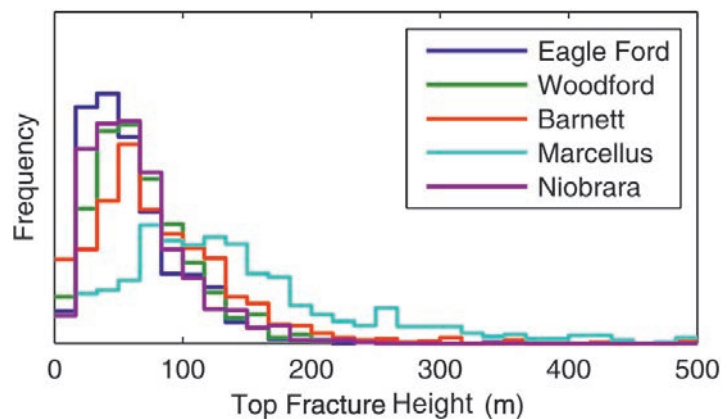 Frequency
Eagle Ford
Woodford
Barnett
Marcellus
Niobrara
0 100 200 300 400 500
Top Fracture Height (m)